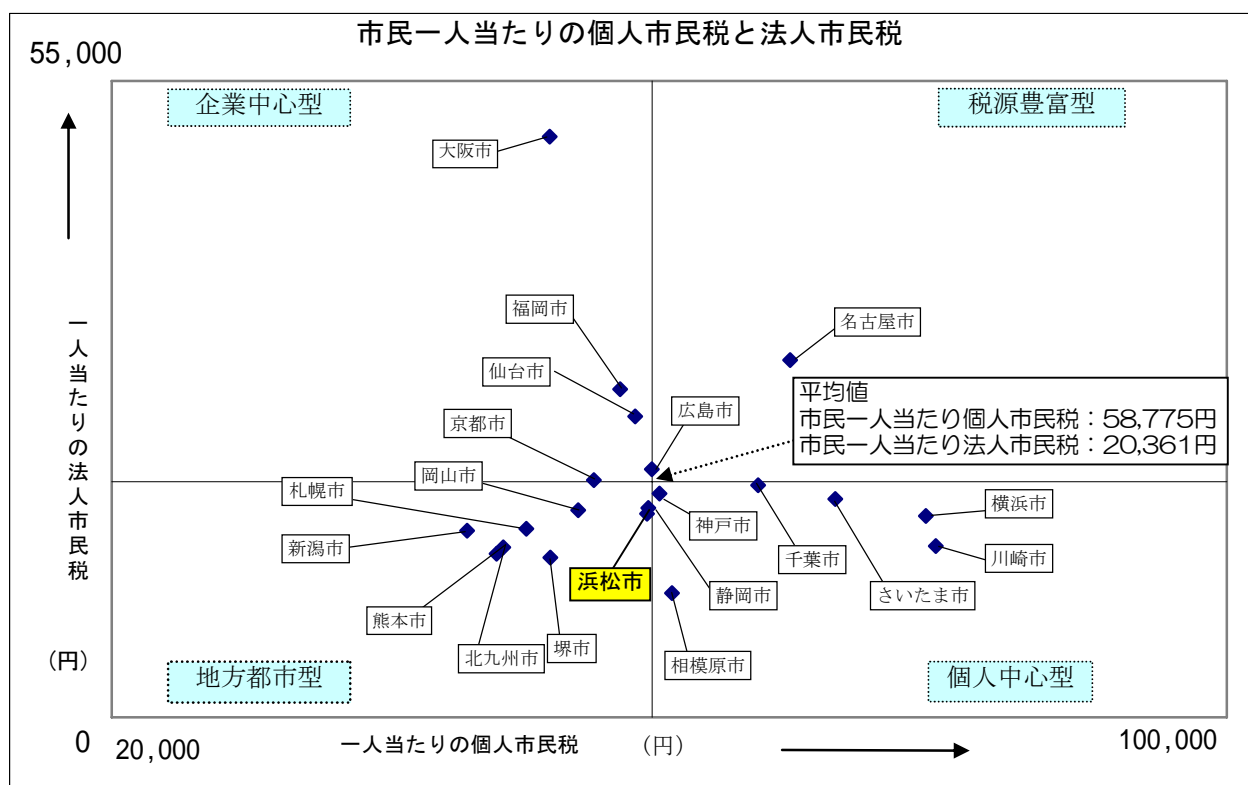 市民一人当たりの個人市民税と法人市民税
55,000
企業中心型
税源豊富型
大阪市
福岡市
名古屋市
一人当たりの法人市民税
仙台市
広島市
平均値
市民一人当たり個人市民税：58,775円
市民一人当たり法人市民税：20,361円
京都市
岡山市
札幌市
新潟市
神戸市
横浜市
千葉市
川崎市
浜松市
静岡市
さいたま市
熊本市
北九州市
堺市
相模原市
（円）
地方都市型
個人中心型
0
20,000
一人当たりの個人市民税
（円）
100,000